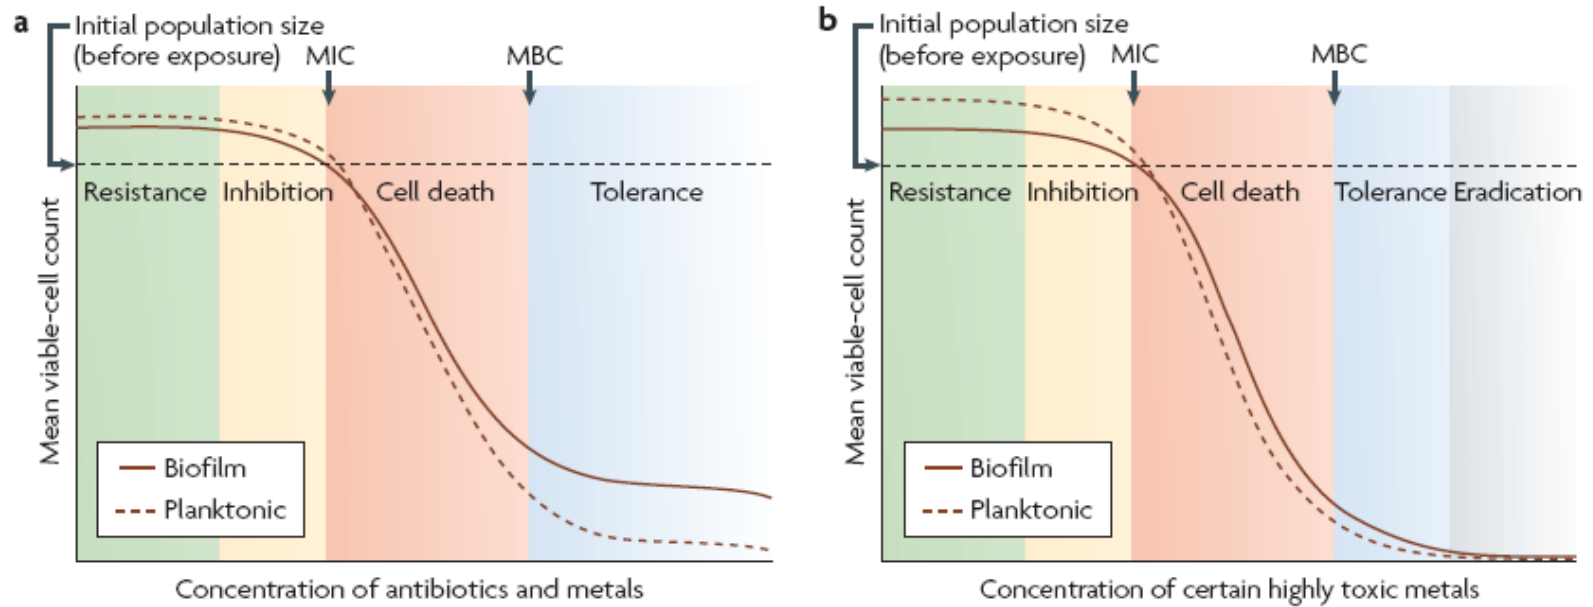 a
Initial population size
(before exposure)
MIC
MBC
Resistance
Inhibition
Cell death
Tolerance
Mean viable-cell count
Biofilm
Planktonic
Concentration of antibiotics and metals
b
Initial population size
(before exposure)
MIC
MBC
Resistance
Inhibition
Cell death
Tolerance
Eradication
Mean viable-cell count
Biofilm
Planktonic
Concentration of certain highly toxic metals